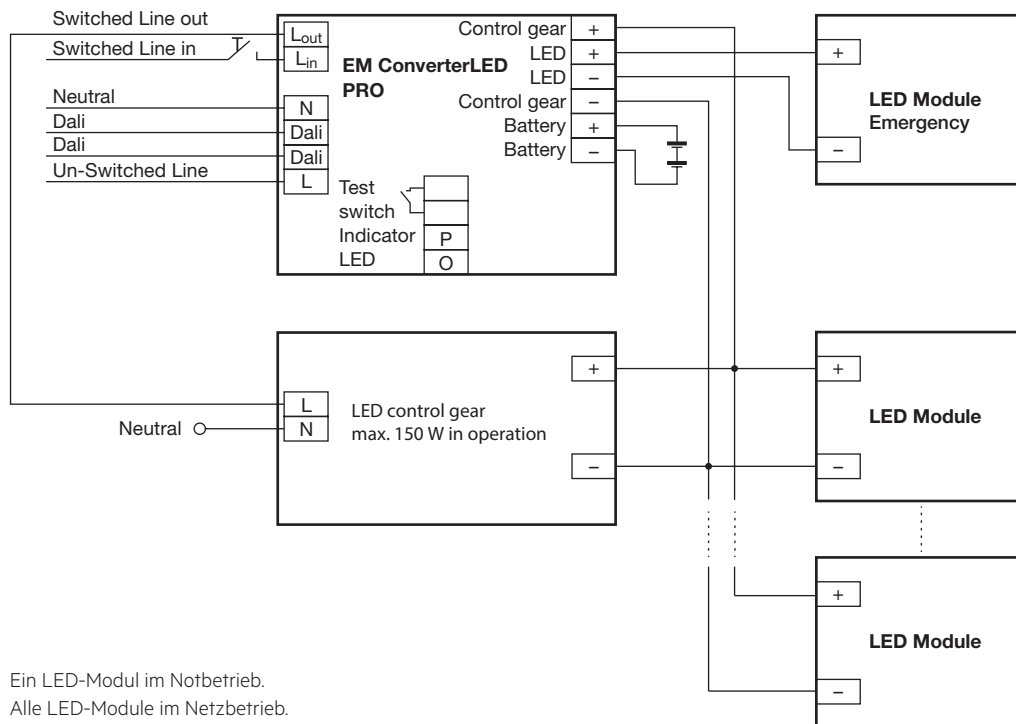 Switched Line out
Switched Line in
Neutral
Dali
Dali
Un-Switched Line
Lout
Lin
N
Dali
Dali
L
EM ConverterLED
PRO
Test
switch
Indicator
LED
P
O
Control gear +
LED +
LED −
Control gear −
Battery +
Battery −
+
−
LED Module
Emergency
Neutral
L
N
LED control gear
max. 150 W in operation
+
−
+
−
LED Module
+
−
LED Module
Ein LED-Modul im Notbetrieb.
Alle LED-Module im Netzbetrieb.